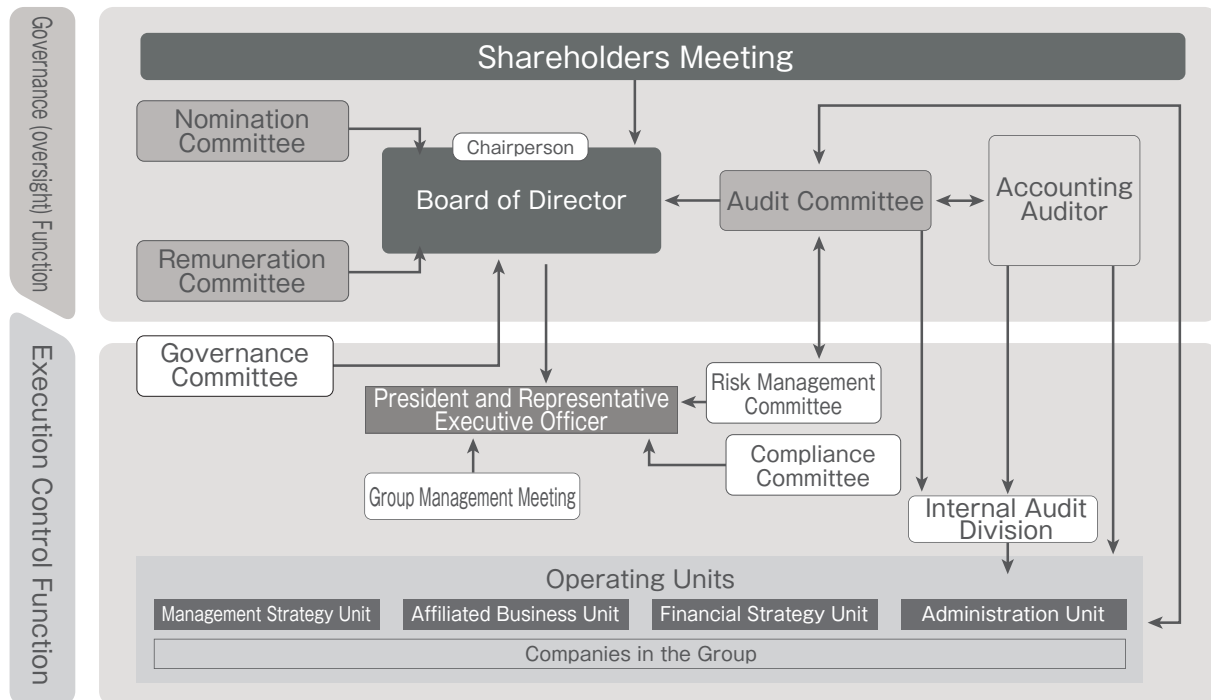 Governance (oversight) Function
Shareholders Meeting
Nomination
Committee
Chairperson
Board of Director
Audit Committee
Accounting
Auditor
Remuneration
Committee
Execution Control Function
Governance
Committee
President and Representative
Executive Officer
Risk Management
Committee
Compliance
Committee
Group Management Meeting
Internal Audit
Division
Operating Units
Management Strategy Unit
Affiliated Business Unit
Financial Strategy Unit
Administration Unit
Companies in the Group